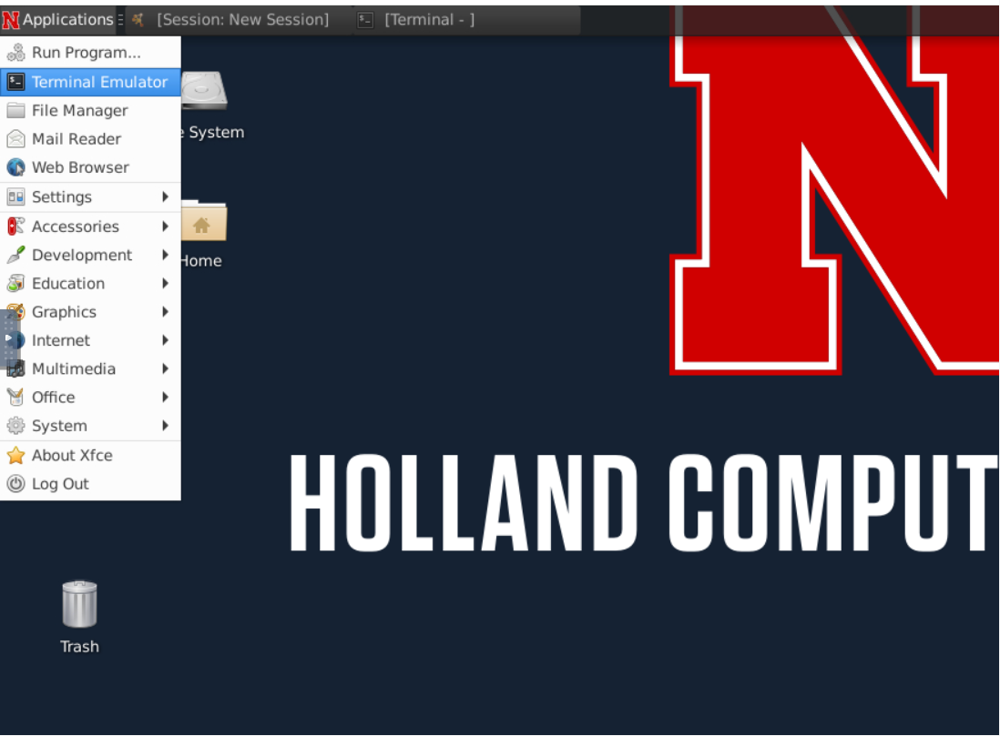 Applications
[Session: New Session]
[Terminal - ]
Run Program...
Terminal Emulator
File Manager
Mail Reader
Web Browser
Settings
Accessories
Development
Education
Graphics
Internet
Multimedia
Office
System
About Xfce
Log Out
e System
Home
Trash
N
HOLLAND COMPUT